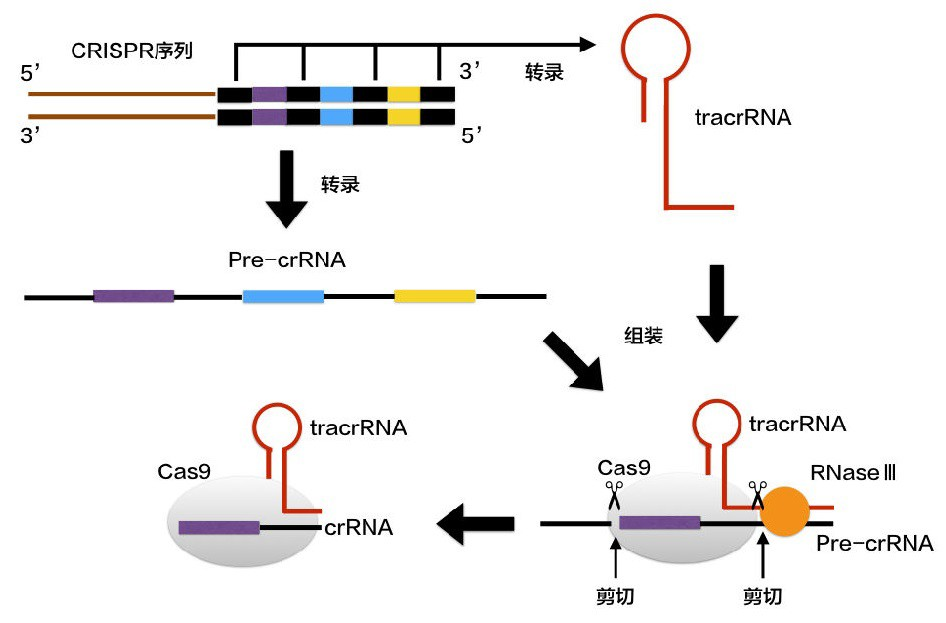 CRISPR序列
5’
3’
转录
3’
5’
tracrRNA
转录
Pre-crRNA
组装
tracrRNA
tracrRNA
Cas9
Cas9
RNaseⅢ
crRNA
Pre-crRNA
剪切
剪切